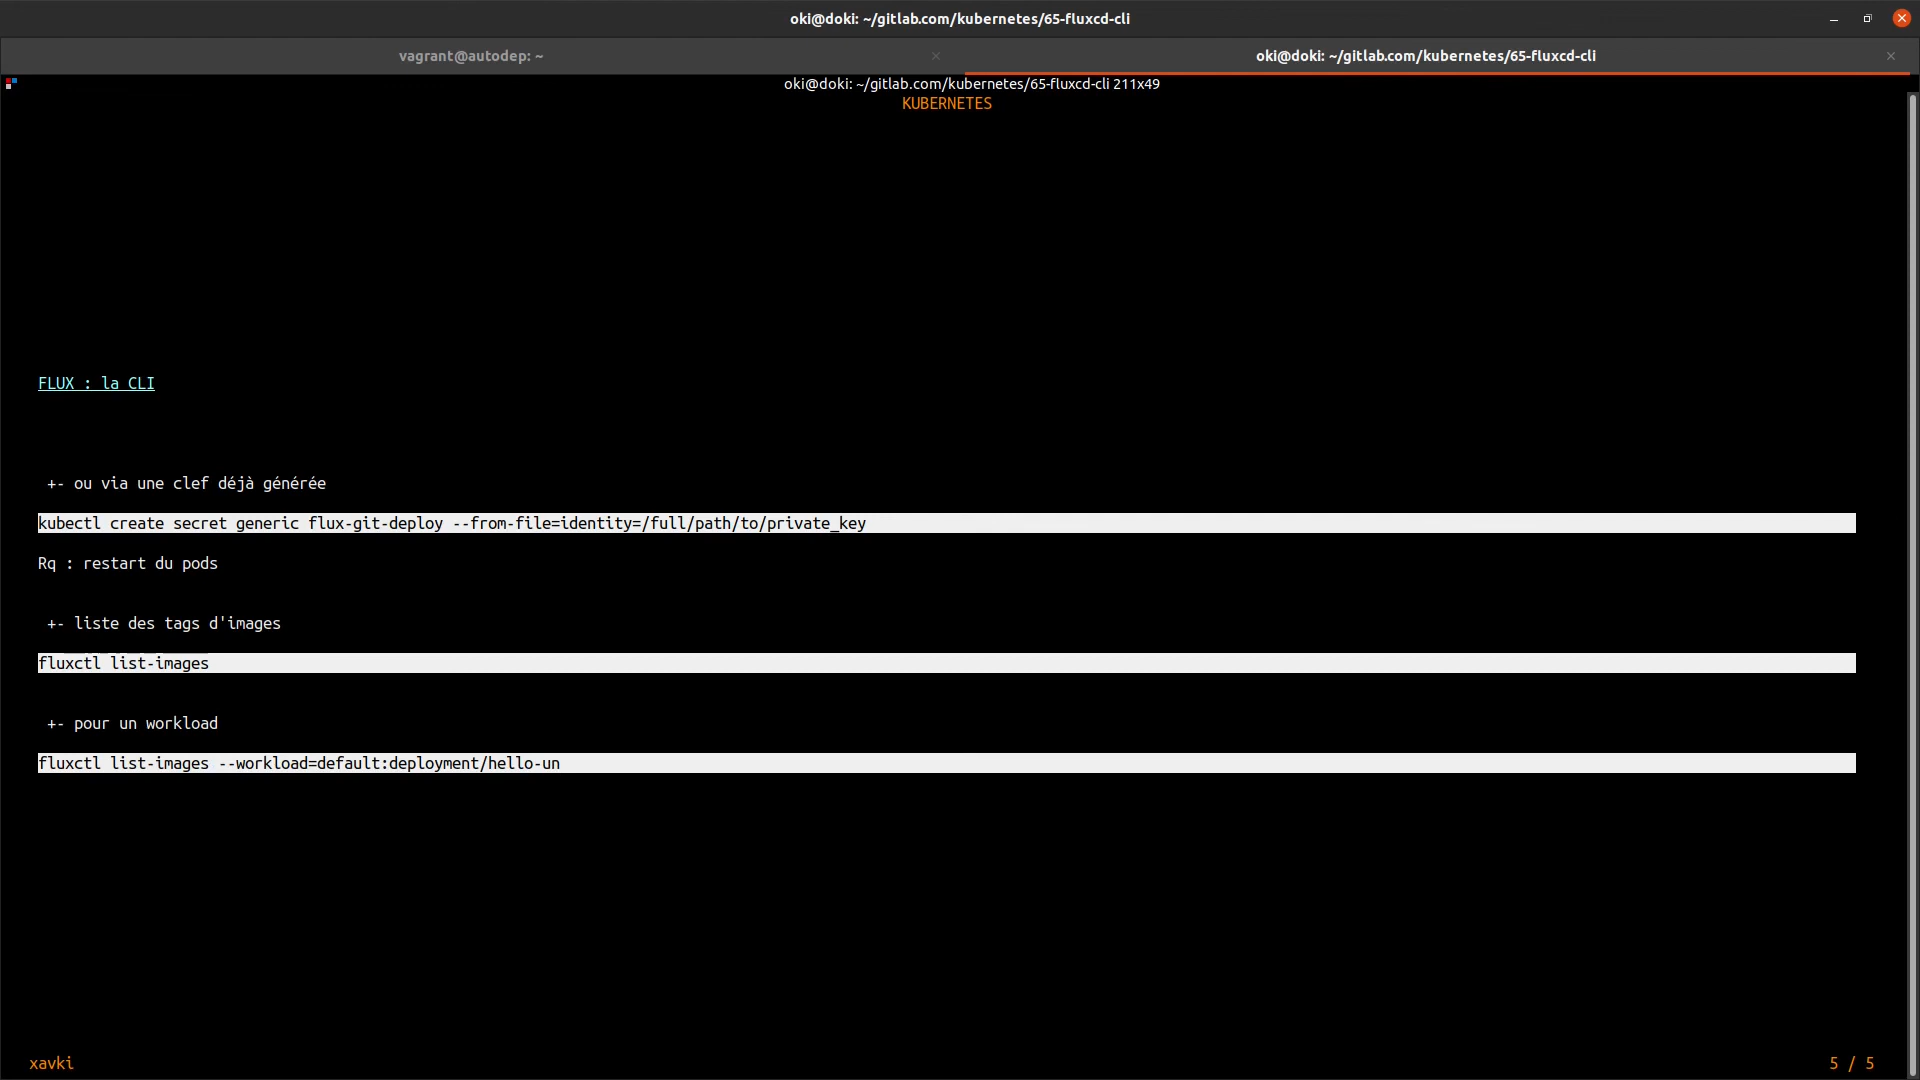 oki@doki: ~/gitlab.com/kubernetes/65-fluxcd-cli
vagrant@autodep: ~
oki@doki: ~/gitlab.com/kubernetes/65-fluxcd-cli
oki@doki: ~/gitlab.com/kubernetes/65-fluxcd-cli 211x49
KUBERNETES
FLUX : la CLI
+- ou via une clef déjà générée
kubectl create secret generic flux-git-deploy --from-file=identity=/full/path/to/private_key
Rq : restart du pods
+- liste des tags d'images
fluxctl list-images
+- pour un workload
fluxctl list-images --workload=default:deployment/hello-un
xavki
5 / 5